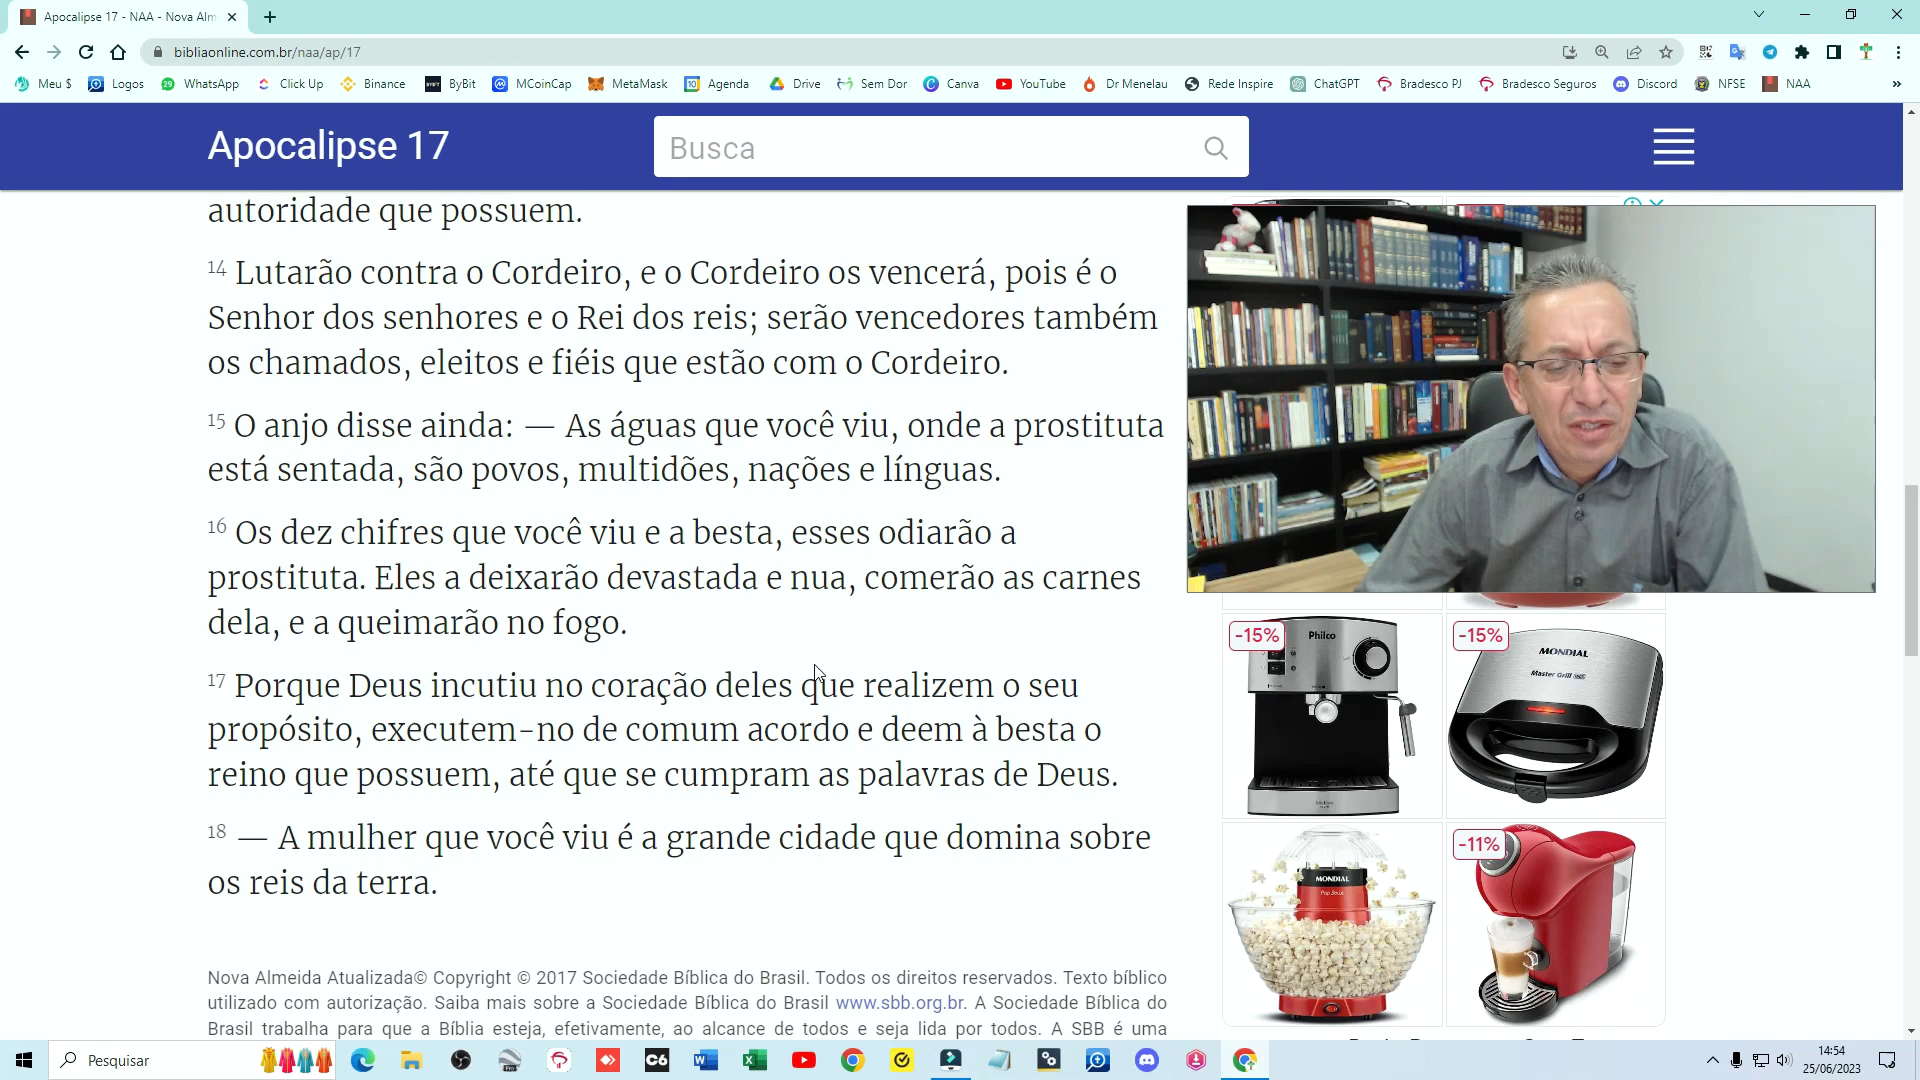 Apocalipse 17 - NAA - Nova Alm
bibliaonline.com.br/naa/ap/17
Meu $ Logos WhatsApp Click Up Binance ByBit MCoinCap MetaMask Agenda Drive Sem Dor Canva YouTube Dr Menelau Rede Inspire ChatGPT Bradesco PJ Bradesco Seguros Discord NFSE NAA »
Apocalipse 17
Busca
autoridade que possuem.
14 Lutarão contra o Cordeiro, e o Cordeiro os vencerá, pois é o
Senhor dos senhores e o Rei dos reis; serão vencedores também
os chamados, eleitos e fiéis que estão com o Cordeiro.
15 O anjo disse ainda: — As águas que você viu, onde a prostituta
está sentada, são povos, multidões, nações e línguas.
16 Os dez chifres que você viu e a besta, esses odiarão a
prostituta. Eles a deixarão devastada e nua, comerão as carnes
dela, e a queimarão no fogo.
17 Porque Deus incutiu no coração deles que realizem o seu
propósito, executem-no de comum acordo e deem à besta o
reino que possuem, até que se cumpram as palavras de Deus.
18 — A mulher que você viu é a grande cidade que domina sobre
os reis da terra.
Nova Almeida Atualizada© Copyright © 2017 Sociedade Bíblica do Brasil. Todos os direitos reservados. Texto bíblico
utilizado com autorização. Saiba mais sobre a Sociedade Bíblica do Brasil www.sbb.org.br. A Sociedade Bíblica do
Brasil trabalha para que a Bíblia esteja, efetivamente, ao alcance de todos e seja lida por todos. A SBB é uma
-15%
Philco
-15%
MONDIAL
Master Grill
MONDIAL
Pop Beux
-11%
Pesquisar
14:54
25/06/2023